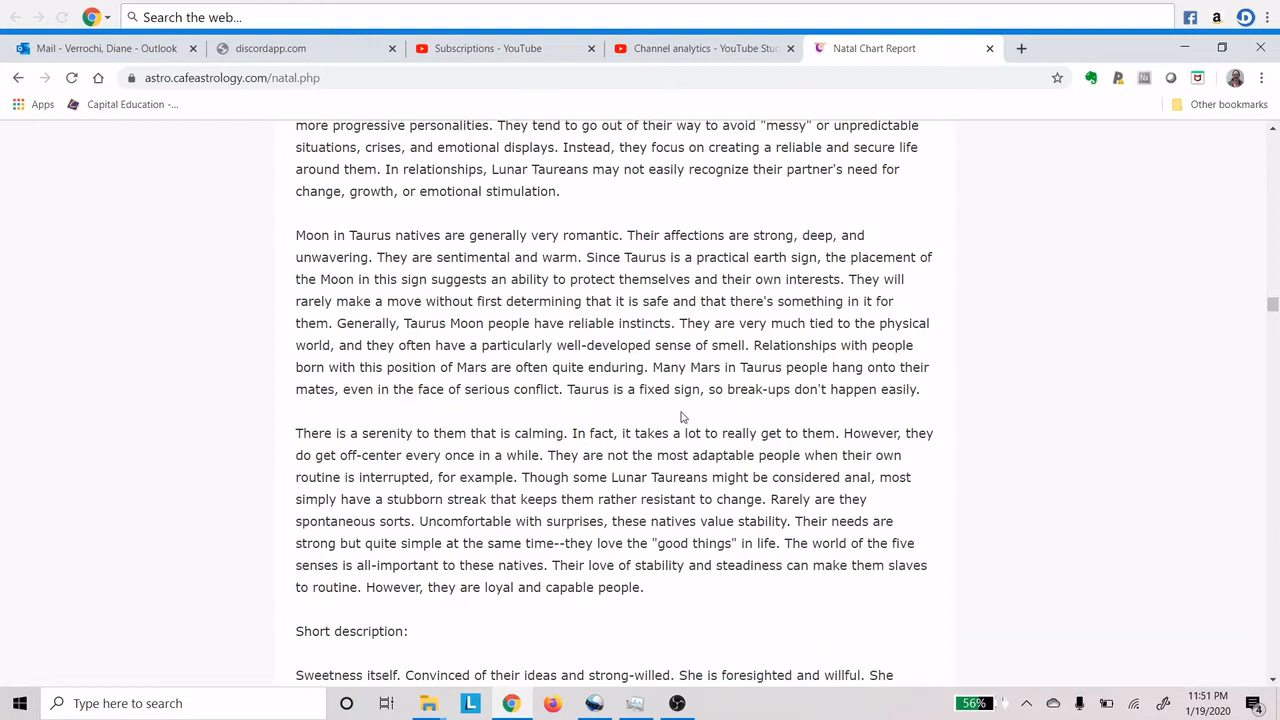 Search the web...
Mail - Verrochi, Diane - Outlook
discordapp.com
Subscriptions - YouTube
Channel analytics - YouTube Stu
Natal Chart Report
astro.cafeastrology.com/natal.php
Apps
Capital Education -...
Other bookmarks
more progressive personalities. They tend to go out of their way to avoid "messy" or unpredictable
situations, crises, and emotional displays. Instead, they focus on creating a reliable and secure life
around them. In relationships, Lunar Taureans may not easily recognize their partner's need for
change, growth, or emotional stimulation.
Moon in Taurus natives are generally very romantic. Their affections are strong, deep, and
unwavering. They are sentimental and warm. Since Taurus is a practical earth sign, the placement of
the Moon in this sign suggests an ability to protect themselves and their own interests. They will
rarely make a move without first determining that it is safe and that there's something in it for
them. Generally, Taurus Moon people have reliable instincts. They are very much tied to the physical
world, and they often have a particularly well-developed sense of smell. Relationships with people
born with this position of Mars are often quite enduring. Many Mars in Taurus people hang onto their
mates, even in the face of serious conflict. Taurus is a fixed sign, so break-ups don't happen easily.
There is a serenity to them that is calming. In fact, it takes a lot to really get to them. However, they
do get off-center every once in a while. They are not the most adaptable people when their own
routine is interrupted, for example. Though some Lunar Taureans might be considered anal, most
simply have a stubborn streak that keeps them rather resistant to change. Rarely are they
spontaneous sorts. Uncomfortable with surprises, these natives value stability. Their needs are
strong but quite simple at the same time--they love the "good things" in life. The world of the five
senses is all-important to these natives. Their love of stability and steadiness can make them slaves
to routine. However, they are loyal and capable people.
Short description:
Sweetness itself. Convinced of their ideas and strong-willed. She is foresighted and willful. She
Type here to search
56%
11:51 PM
1/19/2020
4